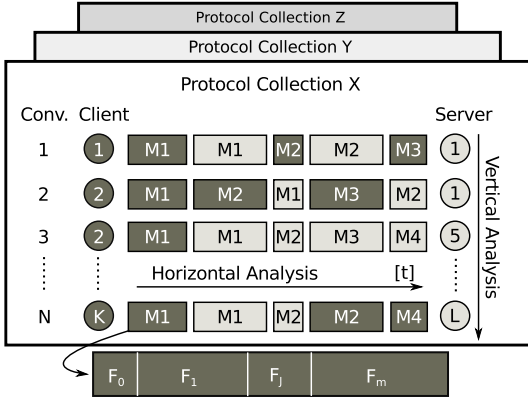 Protocol Collection Z
Protocol Collection Y
Protocol Collection X
Conv. Client Server
1 1 M1 M1 M2 M2 M3 1
2 2 M1 M2 M1 M3 M2 1
3 2 M1 M1 M2 M3 M4 5
Horizontal Analysis [t]
N K M1 M1 M2 M2 M4 L
Vertical Analysis
F0 F1 FJ Fm